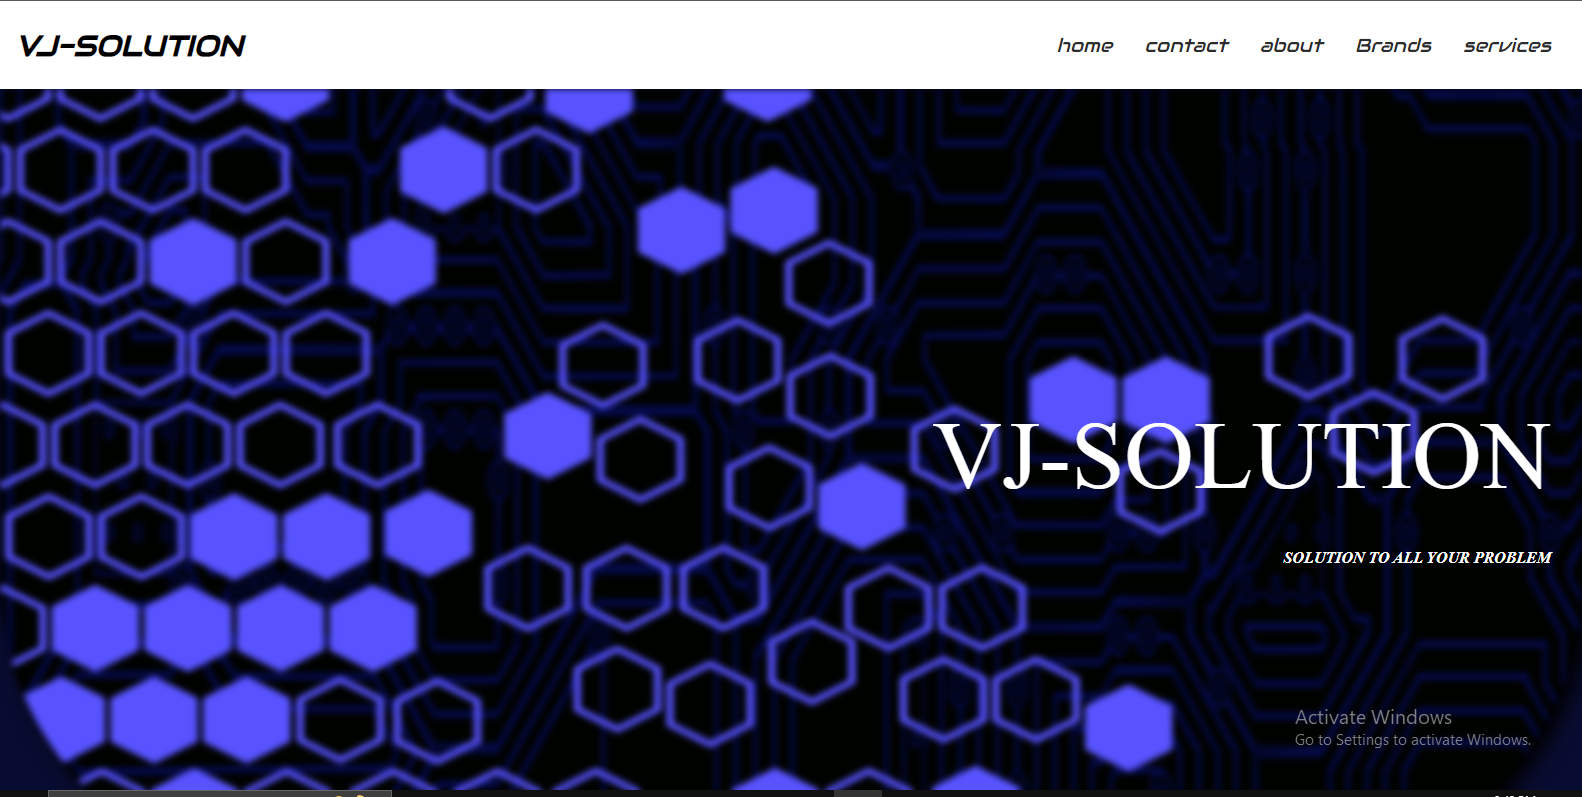 VJ-SOLUTION
home contact about Brands services
VJ-SOLUTION
SOLUTION TO ALL YOUR PROBLEM
Activate Windows
Go to Settings to activate Windows.